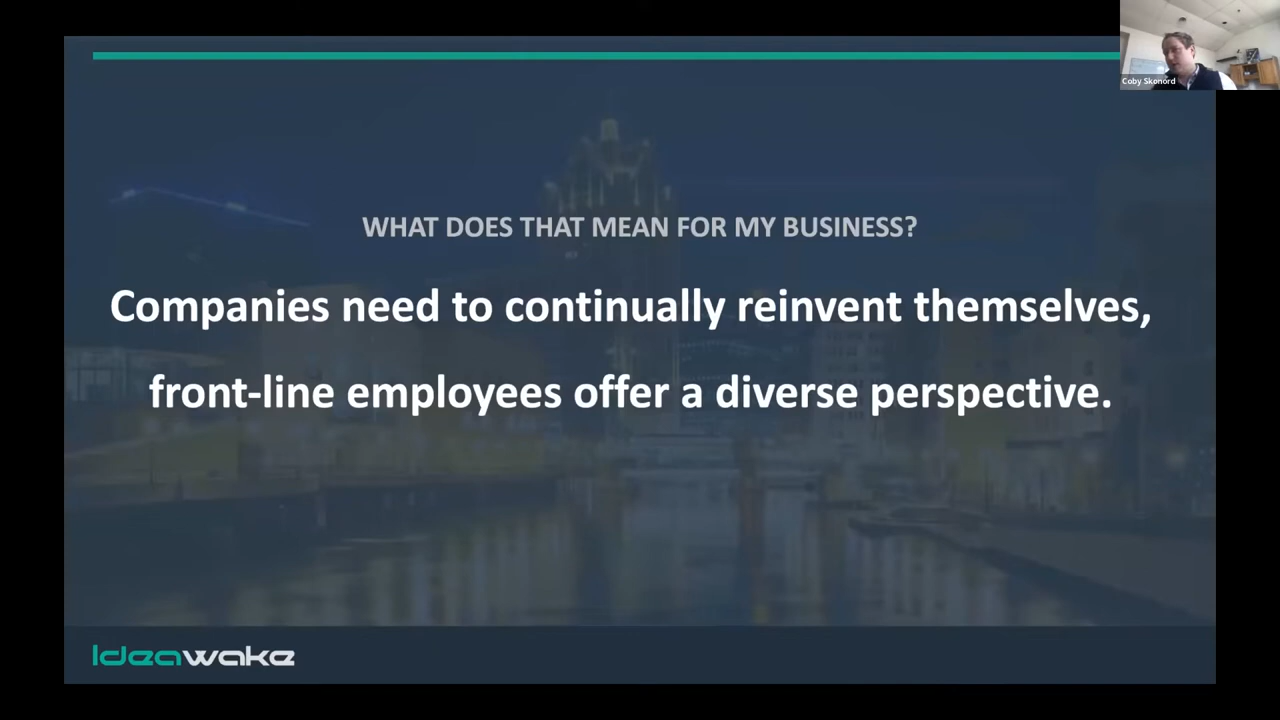 Coby Skonord
WHAT DOES THAT MEAN FOR MY BUSINESS?
Companies need to continually reinvent themselves,
front-line employees offer a diverse perspective.
Ideawake